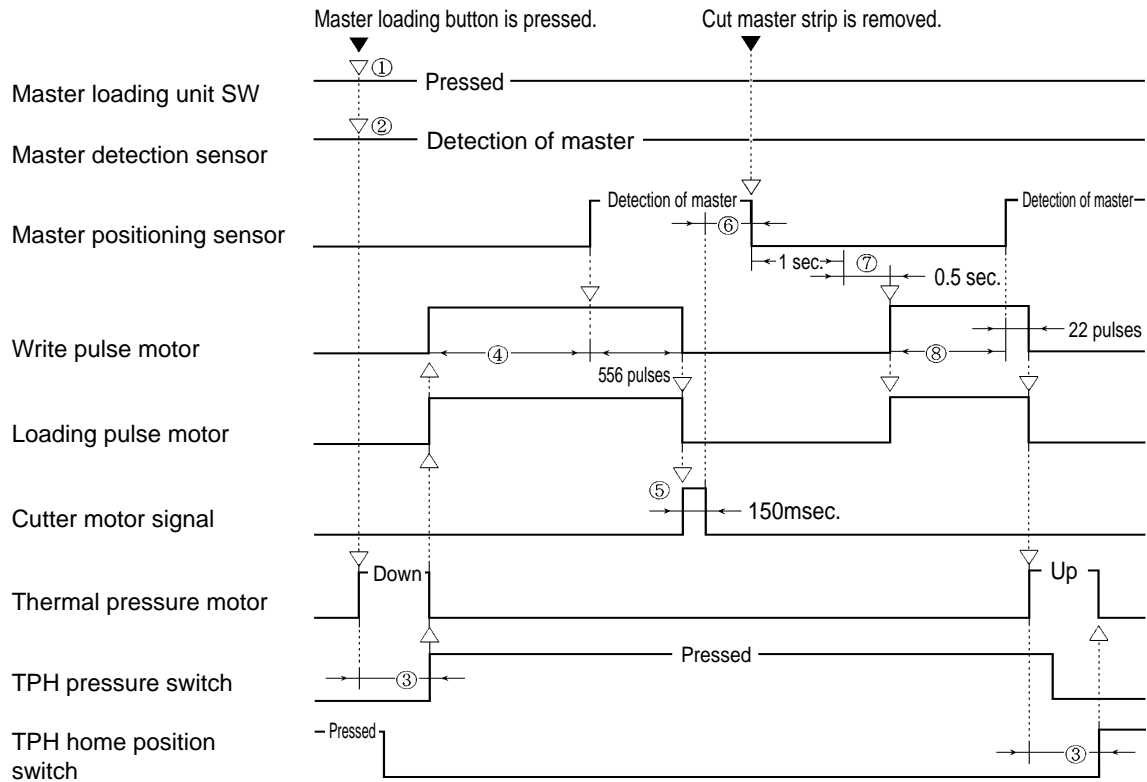 Master loading button is pressed.
Cut master strip is removed.
①
Master loading unit SW
Pressed
②
Master detection sensor
Detection of master
Detection of master
Detection of master
Master positioning sensor
⑥
1 sec.
⑦
0.5 sec.
Write pulse motor
④
556 pulses
⑧
22 pulses
Loading pulse motor
⑤
Cutter motor signal
150msec.
Down
Up
Thermal pressure motor
Pressed
TPH pressure switch
③
Pressed
TPH home position
switch
③